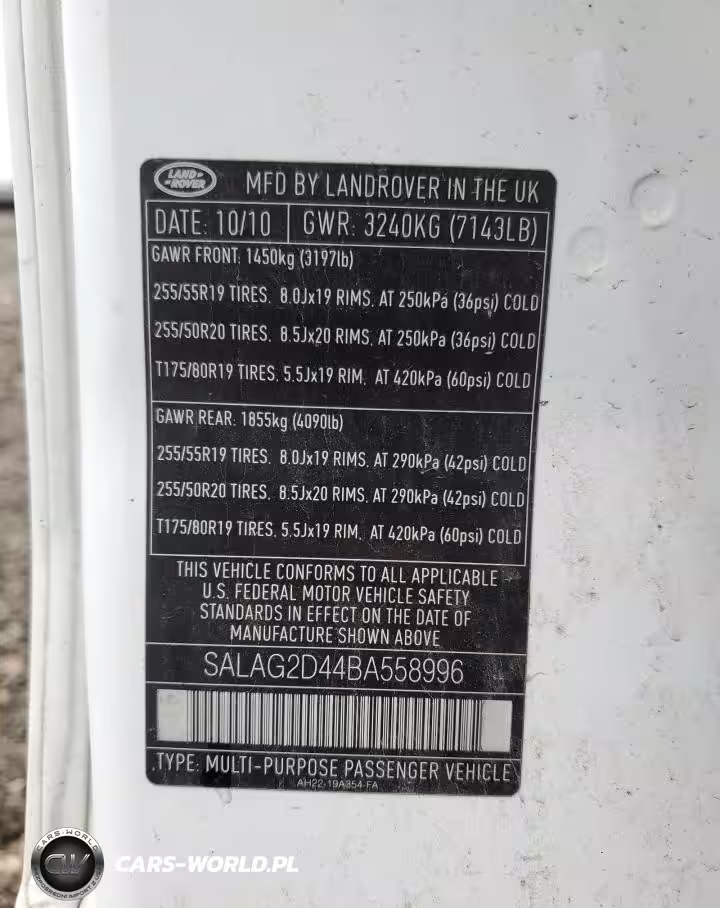 LAND
ROVER
MFD BY LANDROVER IN THE UK
DATE: 10/10 GWR: 3240KG (7143LB)
GAWR FRONT: 1450kg (3197lb)
255/55R19 TIRES, 8.0Jx19 RIMS, AT 250kPa (36psi) COLD
255/50R20 TIRES, 8.5Jx20 RIMS, AT 250kPa (36psi) COLD
T175/80R19 TIRES, 5.5Jx19 RIM, AT 420kPa (60psi) COLD
GAWR REAR: 1855kg (4090lb)
255/55R19 TIRES, 8.0Jx19 RIMS, AT 290kPa (42psi) COLD
255/50R20 TIRES, 8.5Jx20 RIMS, AT 290kPa (42psi) COLD
T175/80R19 TIRES, 5.5Jx19 RIM, AT 420kPa (60psi) COLD
THIS VEHICLE CONFORMS TO ALL APPLICABLE
U.S. FEDERAL MOTOR VEHICLE SAFETY
STANDARDS IN EFFECT ON THE DATE OF
MANUFACTURE SHOWN ABOVE
SALAG2D44BA558996
TYPE: MULTI-PURPOSE PASSENGER VEHICLE
AH22-19A354-FA
CARS-WORLD
CW
CARS-WORLD.PL